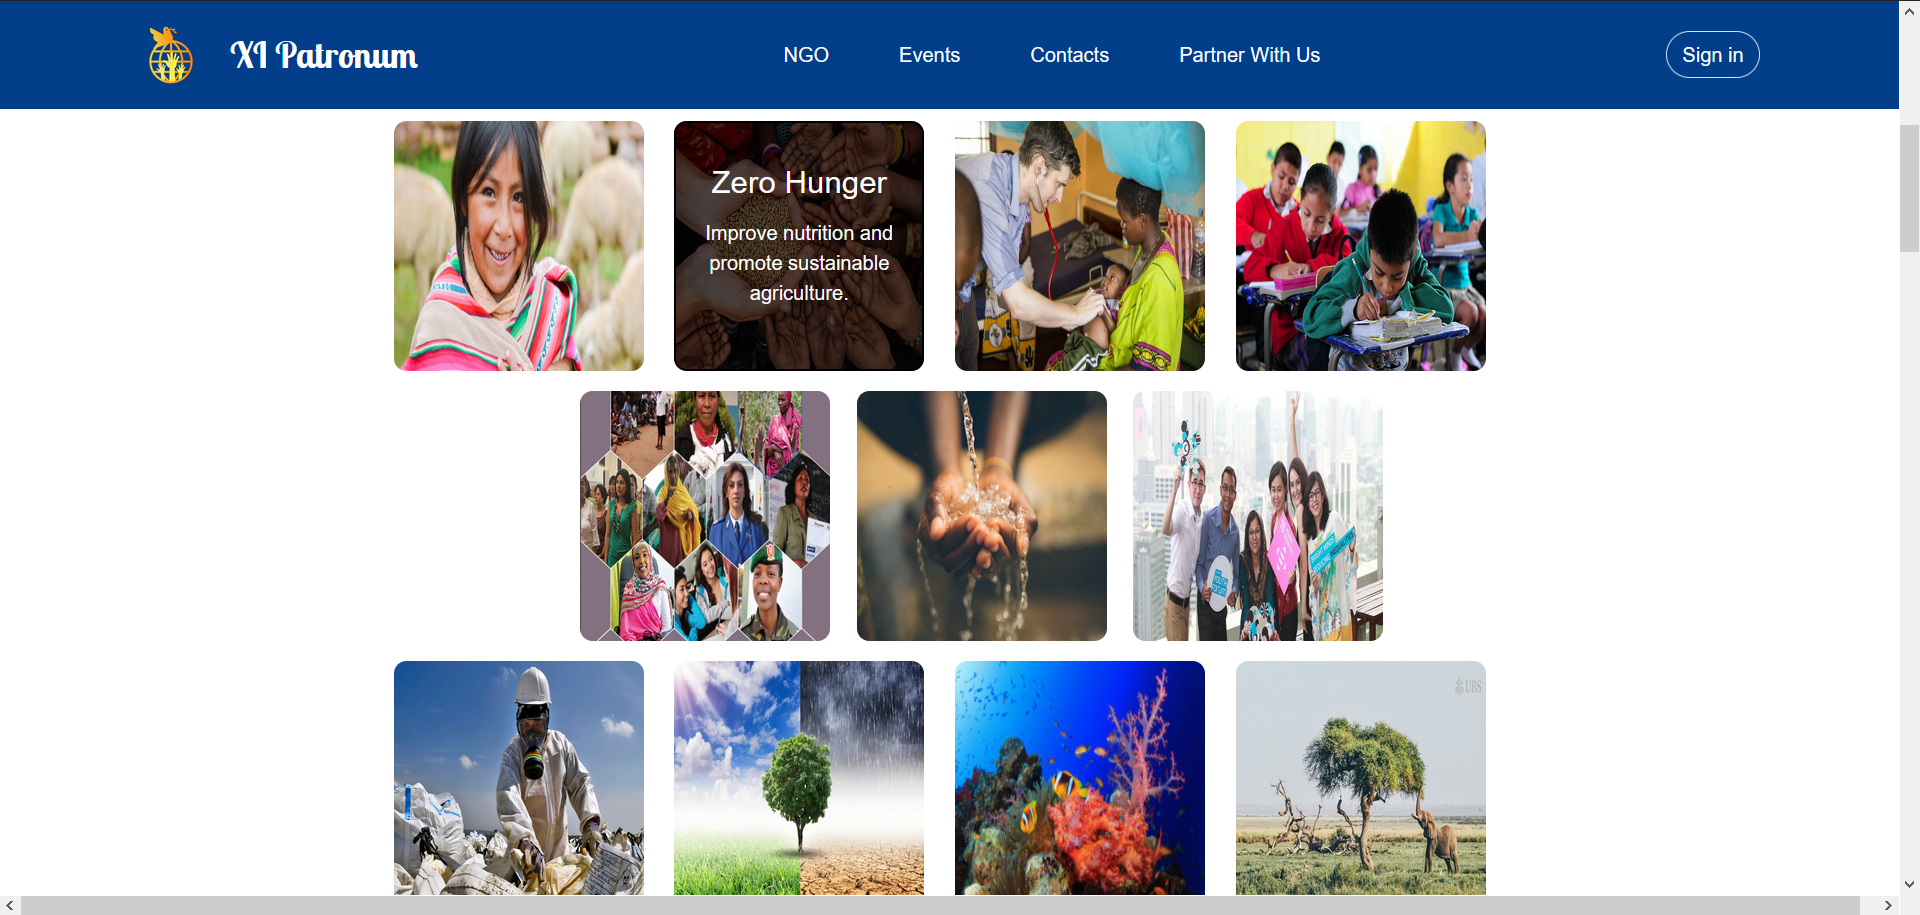 XI Patronum
NGO
Events
Contacts
Partner With Us
Sign in
Zero Hunger
Improve nutrition and
promote sustainable
agriculture.
UBS